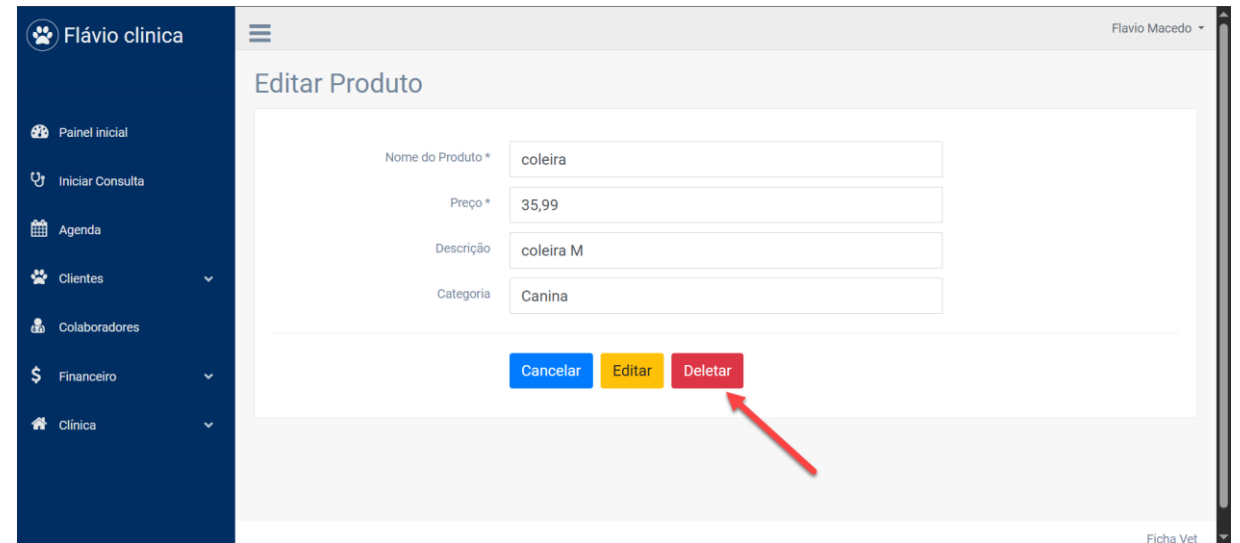 Flávio clinica
Flavio Macedo
Editar Produto
Painel inicial
Iniciar Consulta
Agenda
Clientes
Colaboradores
Financeiro
Clínica
Nome do Produto *
coleira
Preço *
35,99
Descrição
coleira M
Categoria
Canina
Cancelar
Editar
Deletar
Ficha Vet